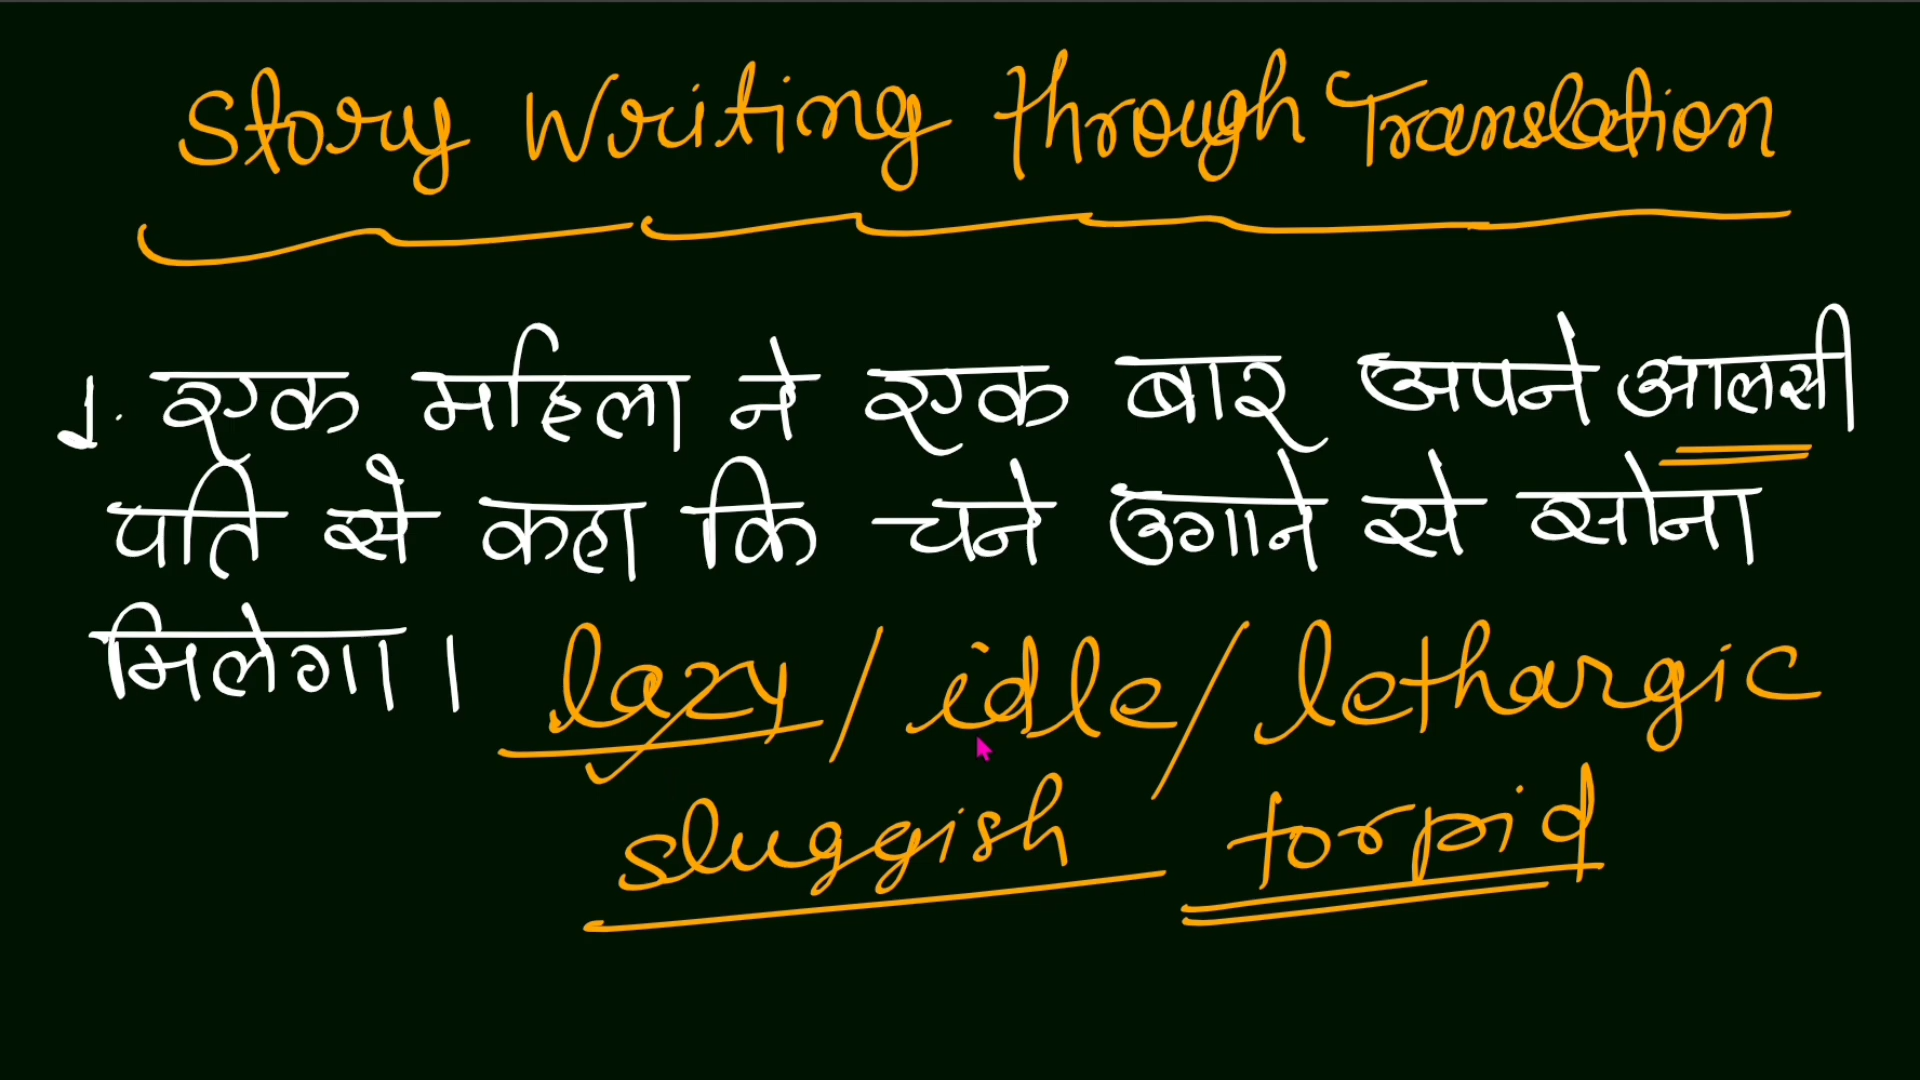 Story Writing through Translation
1. एक महिला ने एक बार अपने आलसी
पति से कहा कि चने उगाने से सोना
मिलेगा। lazy / idle / lethargic
sluggish torpid